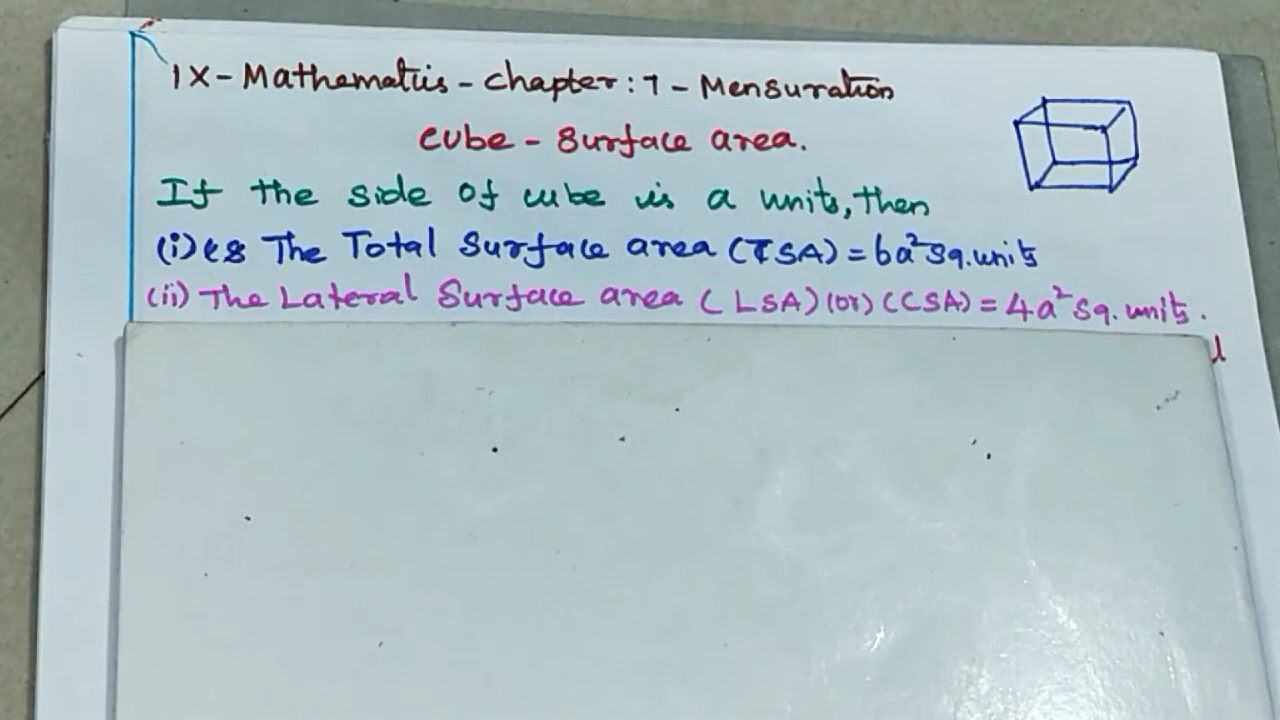 IX - Mathematics - Chapter: 7 - Mensuration
Cube - Surface area.
If the side of cube is a units, then
(i) The Total Surface area (TSA) = 6a² sq. units
(ii) The Lateral Surface area (LSA) (or) (CSA) = 4a² sq. units.